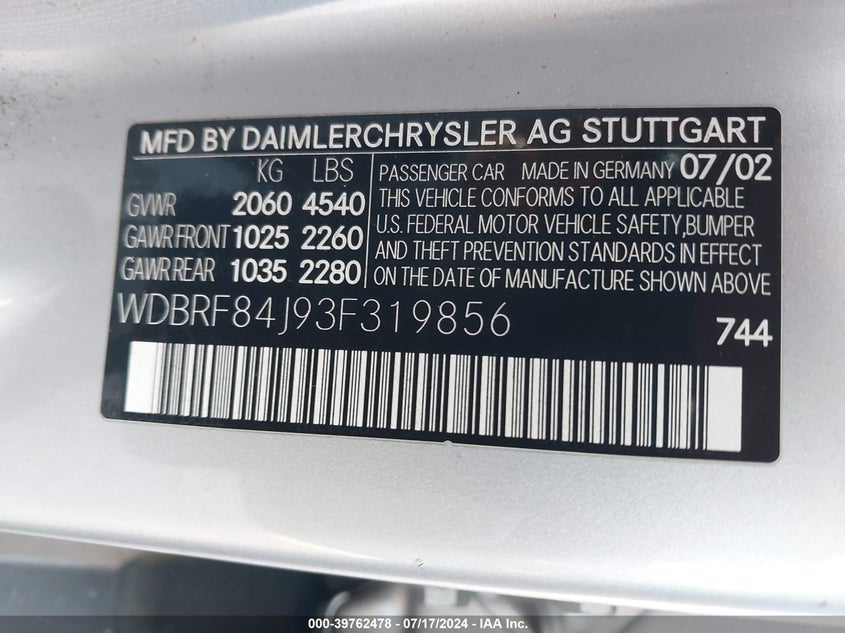 MFD BY DAIMLERCHRYSLER AG STUTTGART
KG LBS
GVWR 2060 4540
GAWR FRONT 1025 2260
GAWR REAR 1035 2280
PASSENGER CAR MADE IN GERMANY 07/02
THIS VEHICLE CONFORMS TO ALL APPLICABLE
U.S. FEDERAL MOTOR VEHICLE SAFETY,BUMPER
AND THEFT PREVENTION STANDARDS IN EFFECT
ON THE DATE OF MANUFACTURE SHOWN ABOVE
WDBRF84J93F319856
744
000-39762478 - 07/17/2024 - IAA, Inc.